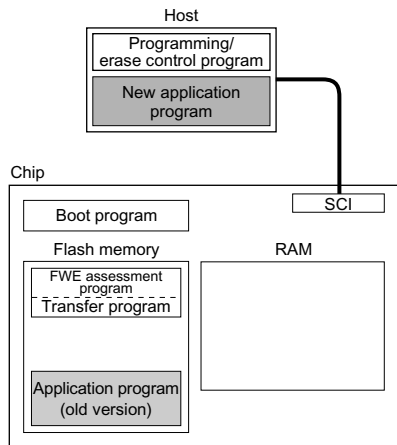 Host
Programming/
erase control program
New application
program
Chip
SCI
Boot program
Flash memory
RAM
FWE assessment
program
Transfer program
Application program
(old version)